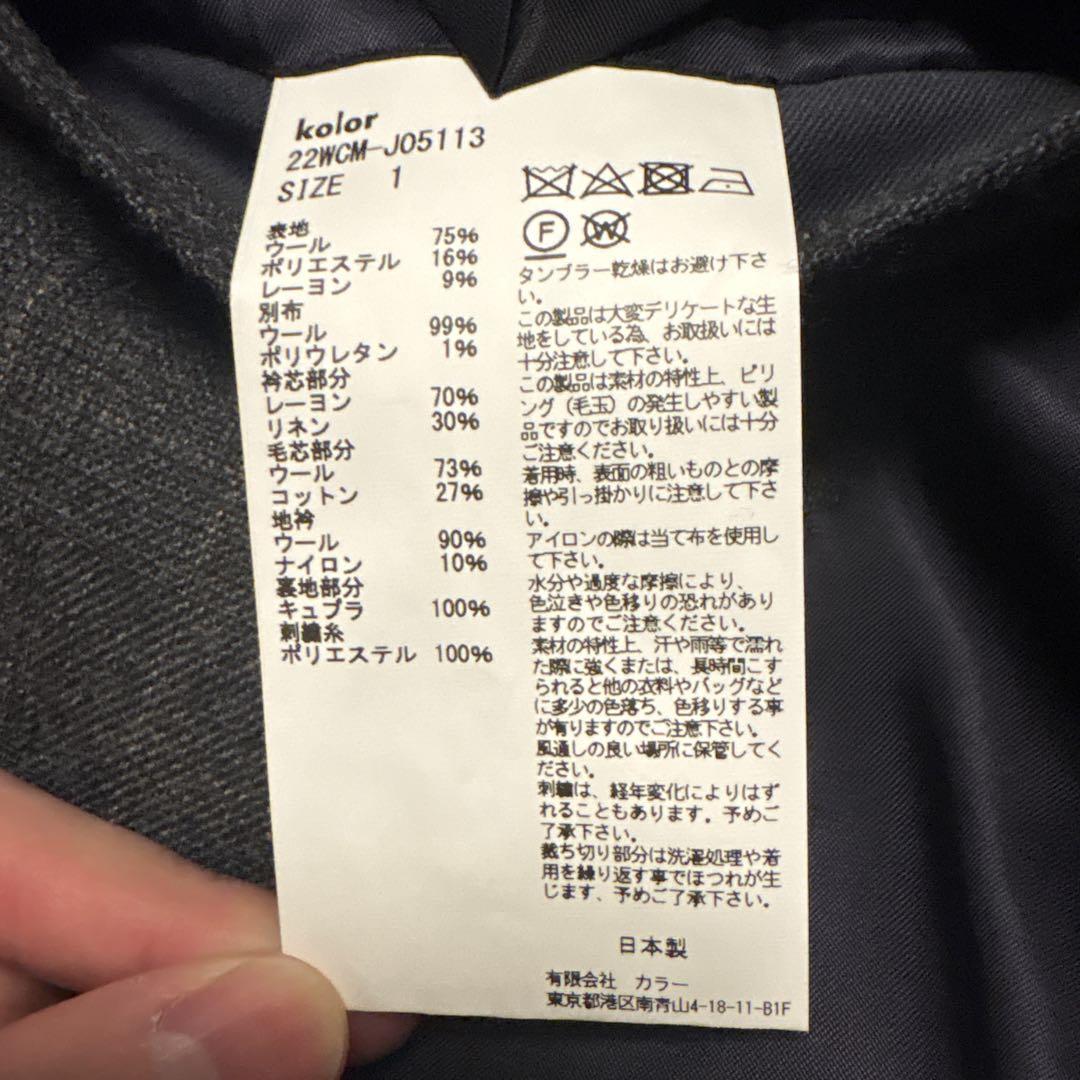 kolor
22WCM-J05113
SIZE 1
表地
ウール 75%
ポリエステル 16%
レーヨン 9%
別布
ウール 99%
ポリウレタン 1%
衿芯部分
レーヨン 70%
リネン 30%
毛芯部分
ウール 73%
コットン 27%
地衿
ウール 90%
ナイロン 10%
裏地部分
キュプラ 100%
刺繍糸
ポリエステル 100%
F W
タンブラー乾燥はお避け下さ
い。
この製品は大変デリケートな生
地をしている為、お取扱いには
十分注意して下さい。
この製品は素材の特性上、ピリ
ング（毛玉）の発生しやすい製
品ですのでお取り扱いには十分
ご注意ください。
着用時、表面の粗いものとの摩
擦や引っ掛かりに注意して下さ
い。
アイロンの際は当て布を使用し
て下さい。
水分や過度な摩擦により、
色泣きや色移りの恐れがあり
ますのでご注意ください。
素材の特性上、汗や雨等で濡れ
た際に強くまたは、長時間こす
られると他の衣料やバッグなど
に多少の色落ち、色移りする事
が有りますのでご注意下さい。
風通しの良い場所に保管してく
ださい。
刺繍は、経年変化によりはず
れることもあります。予めご
了承下さい。
裁ち切り部分は洗濯処理や着
用を繰り返す事でほつれが生
じます、予めご了承下さい。
日本製
有限会社 カラー
東京都港区南青山4-18-11-B1F